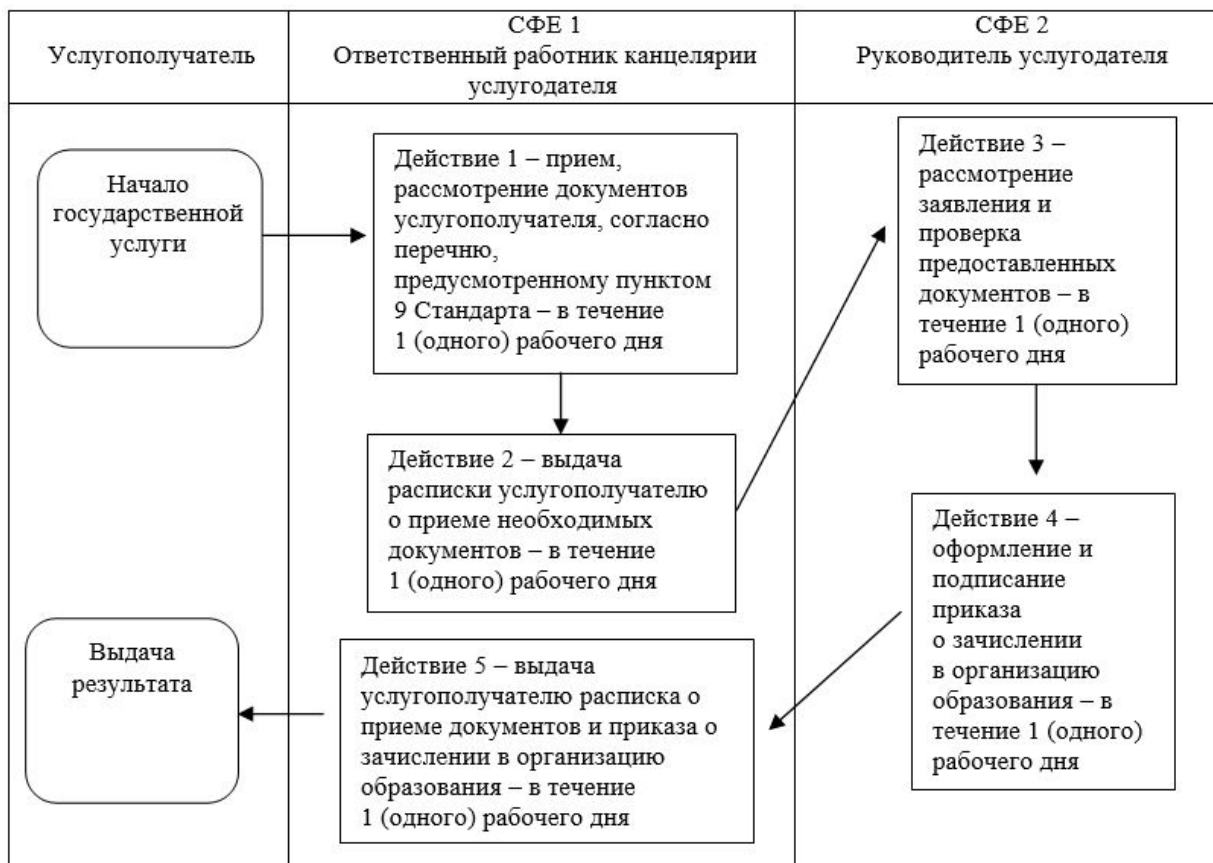 Услугополучатель
СФЕ 1
Ответственный работник канцелярии
услугодателя
СФЕ 2
Руководитель услугодателя
Начало
государственной
услуги
Действие 1 – прием,
рассмотрение документов
услугополучателя, согласно
перечню,
предусмотренному пунктом
9 Стандарта – в течение
1 (одного) рабочего дня
Действие 2 – выдача
расписки услугополучателю
о приеме необходимых
документов – в течение
1 (одного) рабочего дня
Действие 3 –
рассмотрение
заявления и
проверка
предоставленных
документов – в
течение 1 (одного)
рабочего дня
Действие 4 –
оформление и
подписание
приказа
о зачислении
в организацию
образования – в
течение 1 (одного)
рабочего дня
Действие 5 – выдача
услугополучателю расписка о
приеме документов и приказа о
зачислении в организацию
образования – в течение
1 (одного) рабочего дня
Выдача
результата